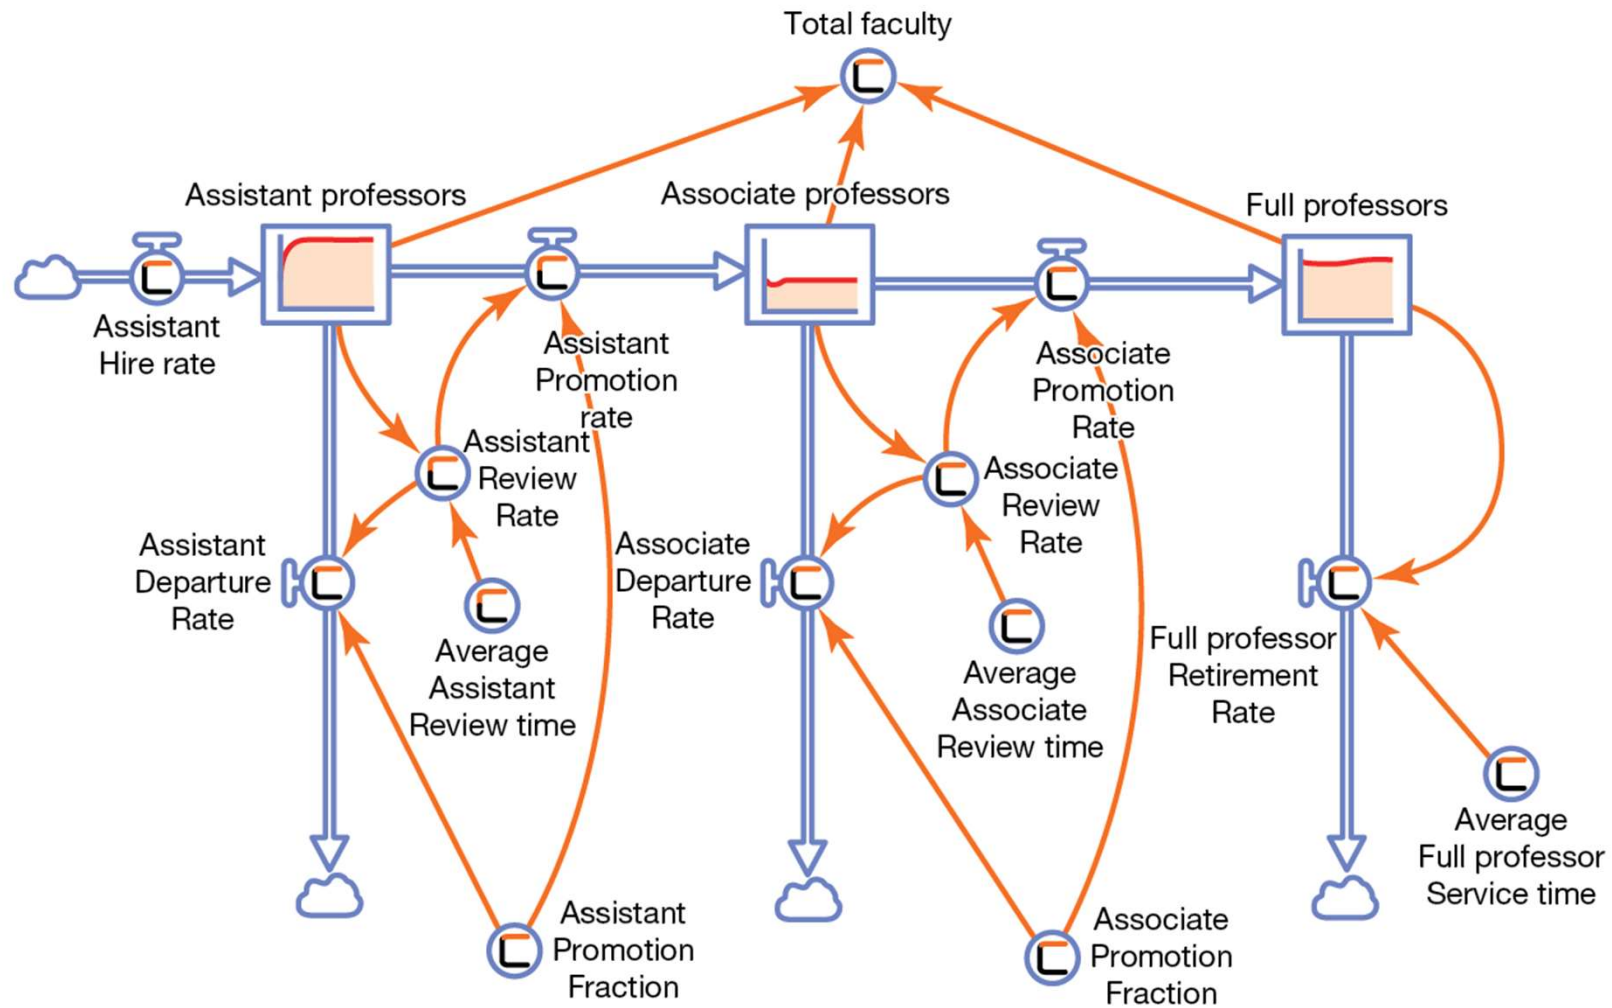 Total faculty
Assistant professors
Associate professors
Full professors
Assistant
Hire rate
Assistant
Promotion
rate
Associate
Promotion
Rate
Assistant
Review
Rate
Associate
Review
Rate
Assistant
Departure
Rate
Associate
Departure
Rate
Average
Assistant
Review time
Average
Associate
Review time
Full professor
Retirement
Rate
Average
Full professor
Service time
Assistant
Promotion
Fraction
Associate
Promotion
Fraction